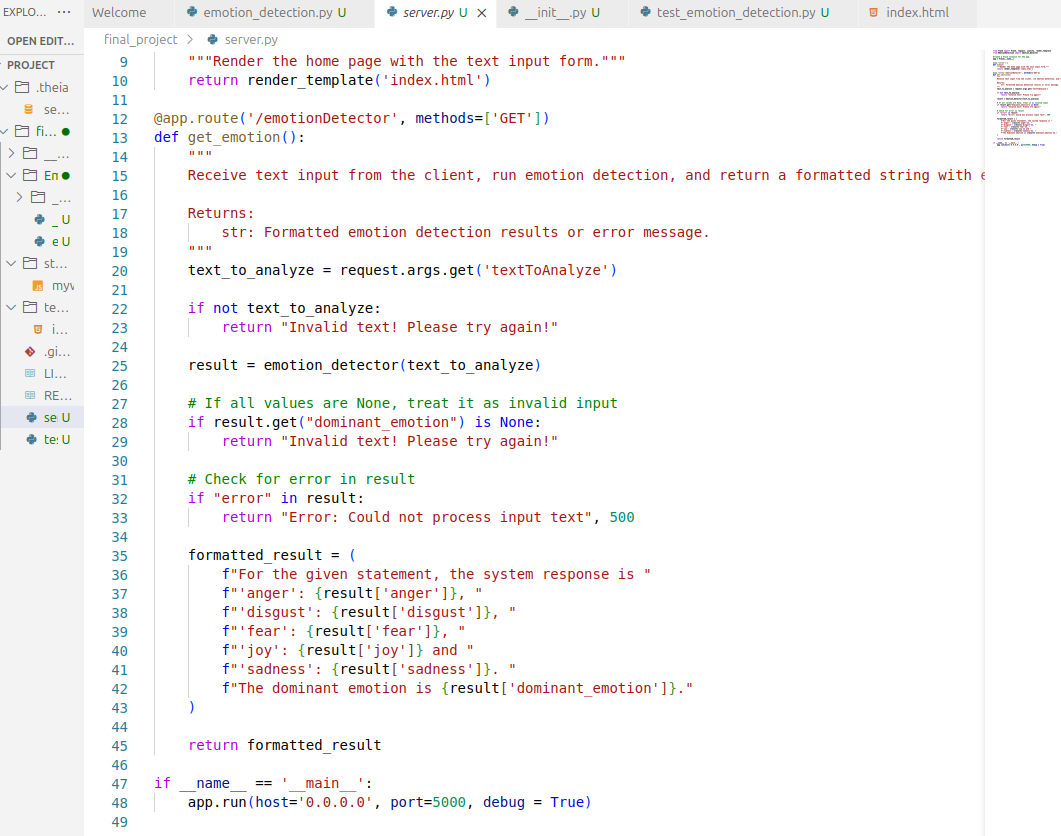 EXPLO... ··· Welcome emotion_detection.py U server.py U × __init__.py U test_emotion_detection.py U index.html
OPEN EDIT...
final_project > server.py
PROJECT
.theia
se...
fi...
__...
En
_...
_ U
e U
st...
myv
te...
i...
.gi...
LI...
RE...
se U
te: U
9 """Render the home page with the text input form."""
10 return render_template('index.html')
11
12 @app.route('/emotionDetector', methods=['GET'])
13 def get_emotion():
14 """
15 Receive text input from the client, run emotion detection, and return a formatted string with e
16
17 Returns:
18 str: Formatted emotion detection results or error message.
19 """
20 text_to_analyze = request.args.get('textToAnalyze')
21
22 if not text_to_analyze:
23 return "Invalid text! Please try again!"
24
25 result = emotion_detector(text_to_analyze)
26
27 # If all values are None, treat it as invalid input
28 if result.get("dominant_emotion") is None:
29 return "Invalid text! Please try again!"
30
31 # Check for error in result
32 if "error" in result:
33 return "Error: Could not process input text", 500
34
35 formatted_result = (
36 f"For the given statement, the system response is "
37 f"'anger': {result['anger']}, "
38 f"'disgust': {result['disgust']}, "
39 f"'fear': {result['fear']}, "
40 f"'joy': {result['joy']} and "
41 f"'sadness': {result['sadness']}. "
42 f"The dominant emotion is {result['dominant_emotion']}."
43 )
44
45 return formatted_result
46
47 if __name__ == '__main__':
48 app.run(host='0.0.0.0', port=5000, debug = True)
49